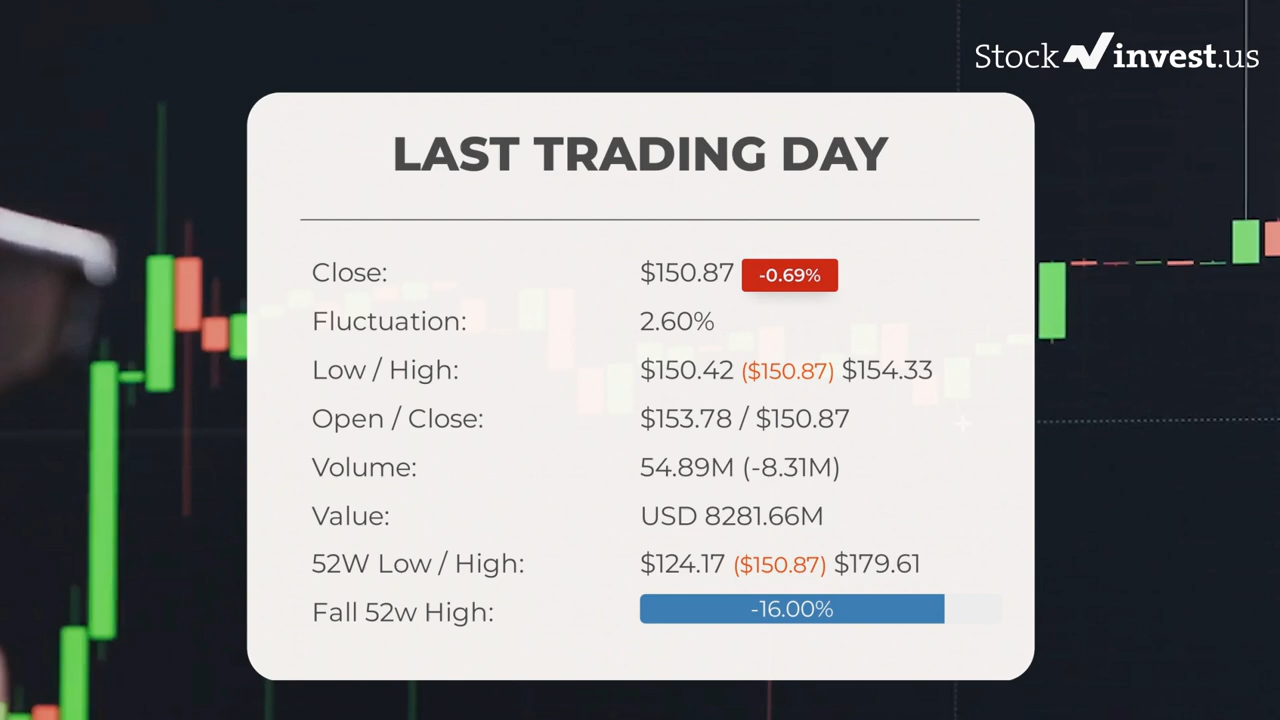 Stock invest.us
LAST TRADING DAY
Close: $150.87 -0.69%
Fluctuation: 2.60%
Low / High: $150.42 ($150.87) $154.33
Open / Close: $153.78 / $150.87
Volume: 54.89M (-8.31M)
Value: USD 8281.66M
52W Low / High: $124.17 ($150.87) $179.61
Fall 52w High: -16.00%